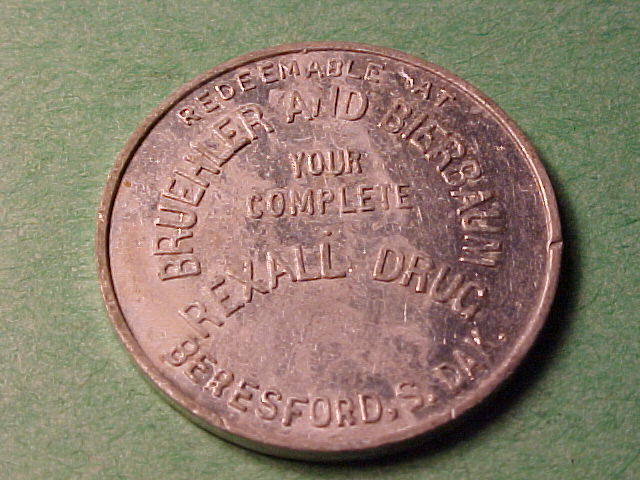 REDEEMABLE AT
BRUEHLER AND BIERBAUM
YOUR
COMPLETE
REXALL DRUG
BERESFORD, S. DAK.